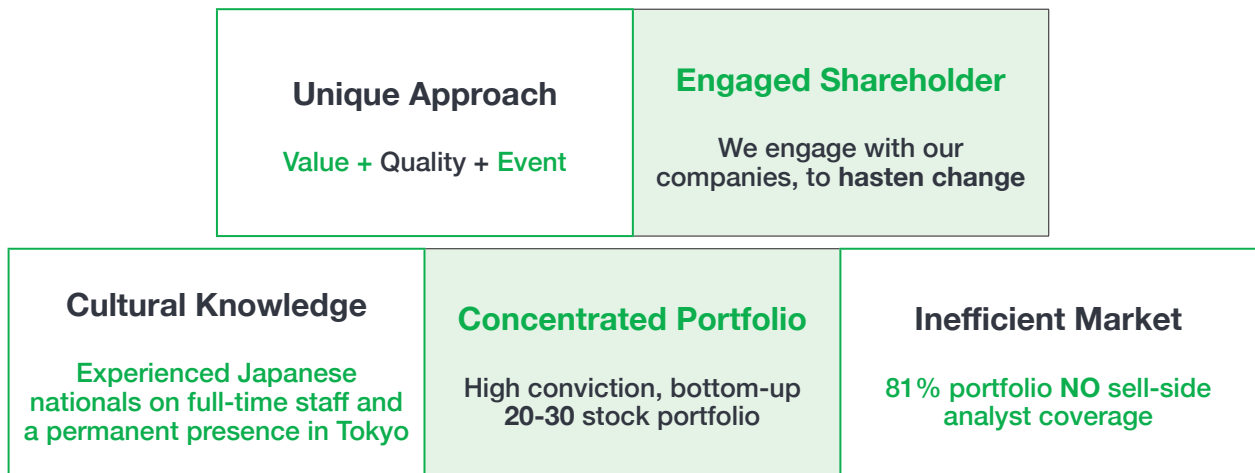 Unique Approach
Value + Quality + Event
Engaged Shareholder
We engage with our
companies, to hasten change
Cultural Knowledge
Experienced Japanese
nationals on full-time staff and
a permanent presence in Tokyo
Concentrated Portfolio
High conviction, bottom-up
20-30 stock portfolio
Inefficient Market
81% portfolio NO sell-side
analyst coverage